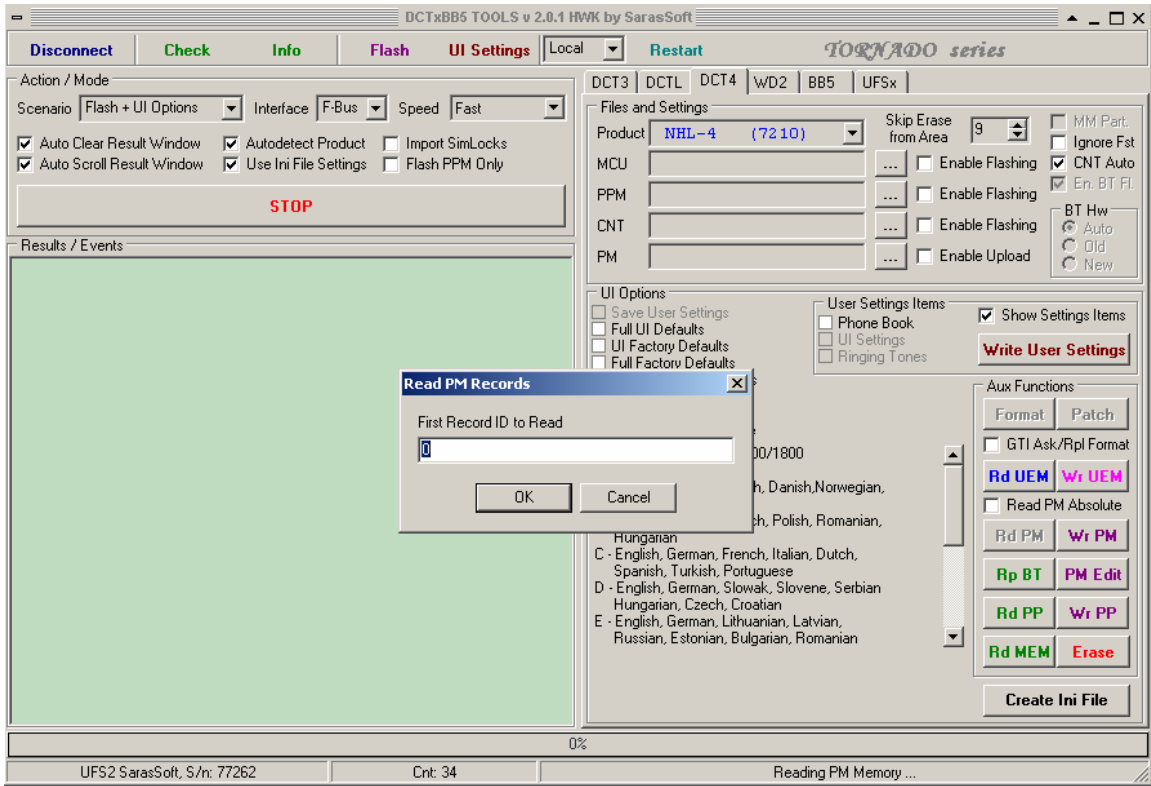 DCTxBB5 TOOLS v 2.0.1 HWK by SarasSoft
Disconnect Check Info Flash UI Settings Local Restart TORNADO series
Action / Mode
Scenario Flash + UI Options Interface F-Bus Speed Fast
Auto Clear Result Window Autodetect Product Import SimLocks
Auto Scroll Result Window Use Ini File Settings Flash PPM Only
STOP
Results / Events
DCT3 DCTL DCT4 WD2 BB5 UFSx
Files and Settings
Product NHL-4 (7210) Skip Erase from Area 9
MCU ... Enable Flashing
PPM ... Enable Flashing
CNT ... Enable Flashing
PM ... Enable Upload
MM Part.
Ignore Fst
CNT Auto
En. BT Fl.
BT Hw
Auto
Old
New
UI Options
Save User Settings
Full UI Defaults
UI Factory Defaults
Full Factory Defaults
User Settings Items
Phone Book
UI Settings
Ringing Tones
Show Settings Items
Write User Settings
Read PM Records
First Record ID to Read
0
OK Cancel
00/1800
h, Danish,Norwegian,
ch, Polish, Romanian,
Hungarian
C - English, German, French, Italian, Dutch,
Spanish, Turkish, Portuguese
D - English, German, Slowak, Slovene, Serbian
Hungarian, Czech, Croatian
E - English, German, Lithuanian, Latvian,
Russian, Estonian, Bulgarian, Romanian
Aux Functions
Format Patch
GTI Ask/Rpl Format
Rd UEM Wr UEM
Read PM Absolute
Rd PM Wr PM
Rp BT PM Edit
Rd PP Wr PP
Rd MEM Erase
Create Ini File
0%
UFS2 SarasSoft, S/n: 77262 Cnt: 34 Reading PM Memory ...